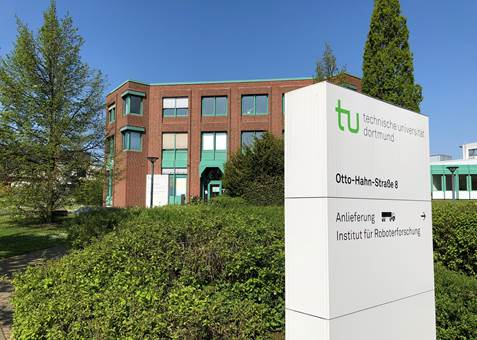 tu technische universität
dortmund
Otto-Hahn-Straße 8
Anlieferung →
Institut für Roboterforschung